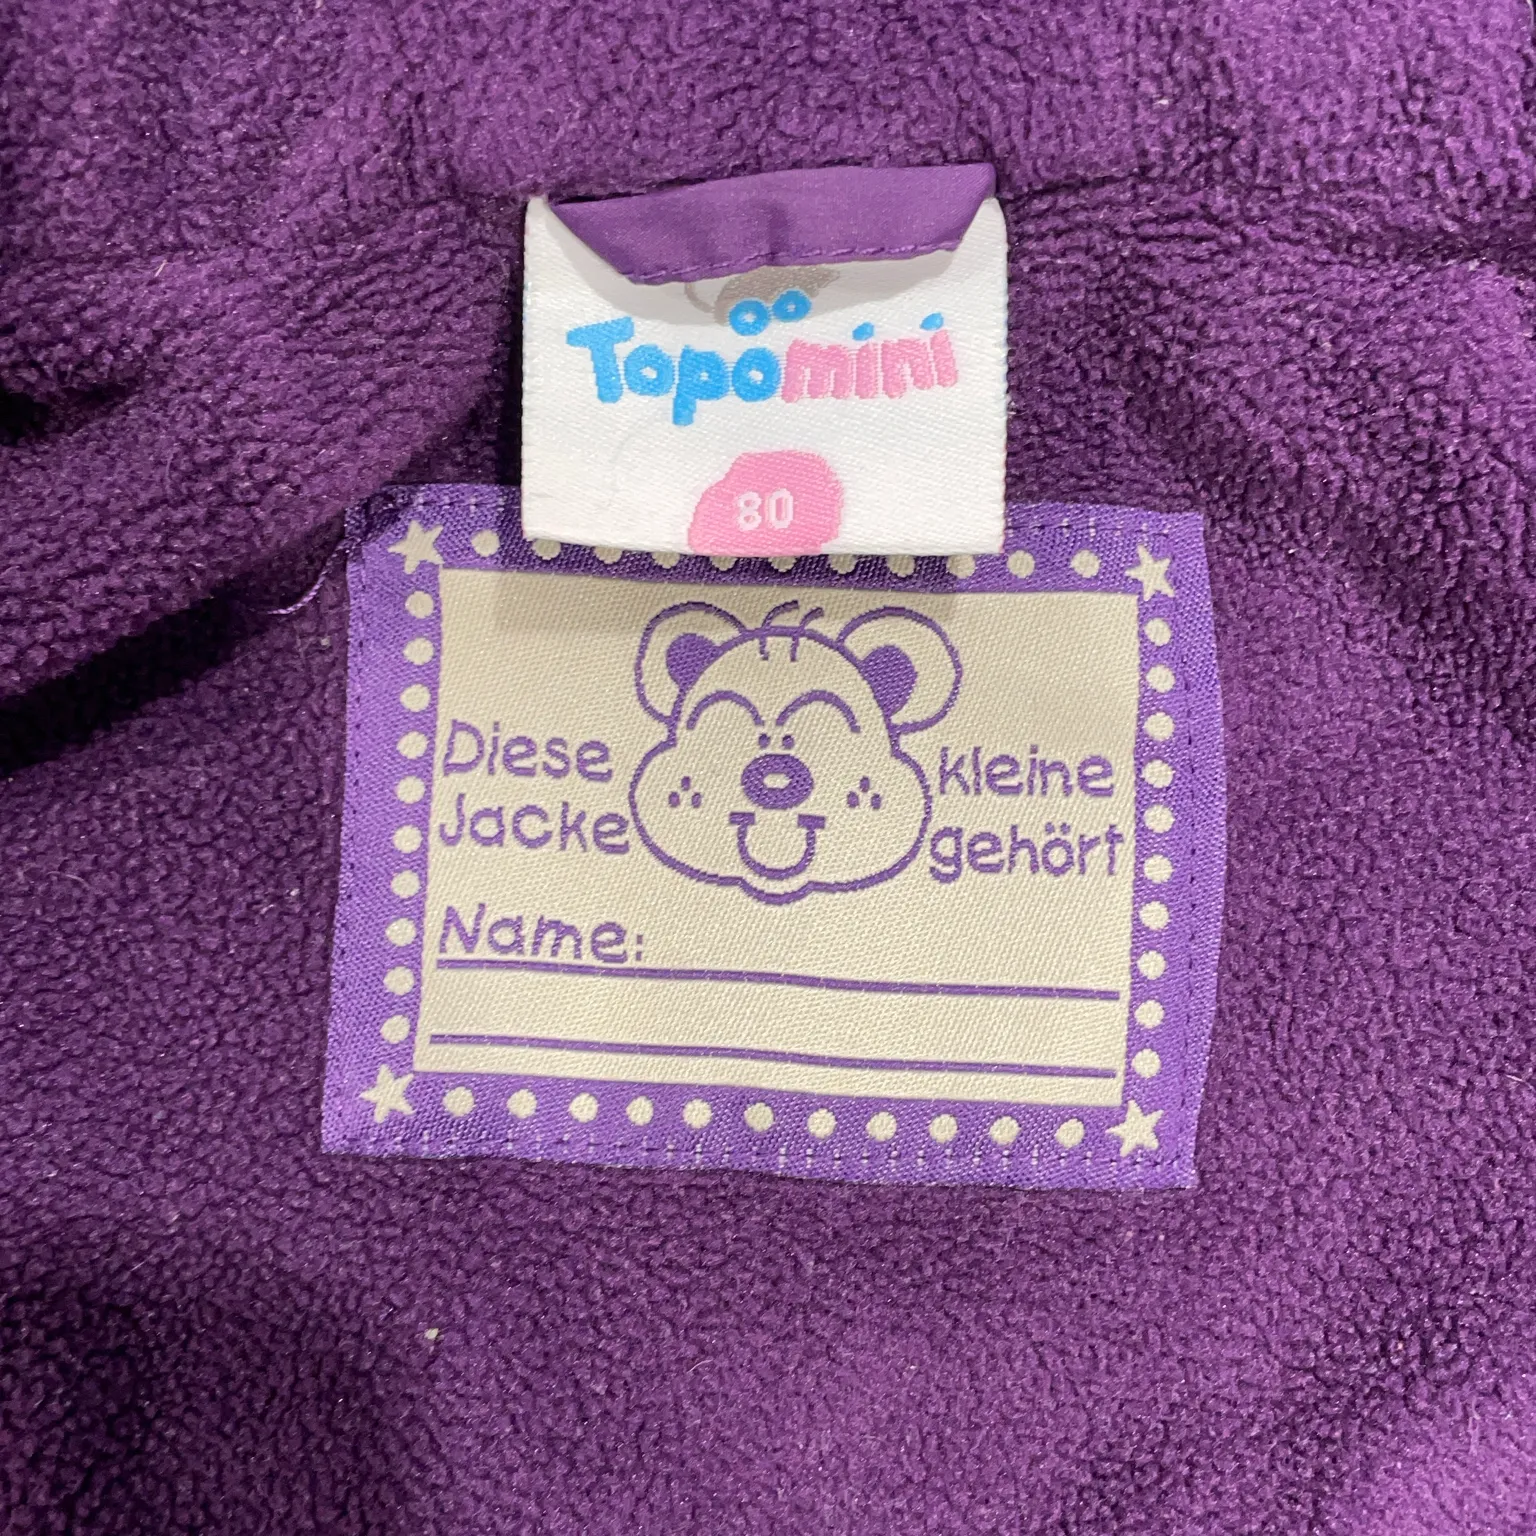 Topomini
80
Diese kleine
Jacke gehört
Name: